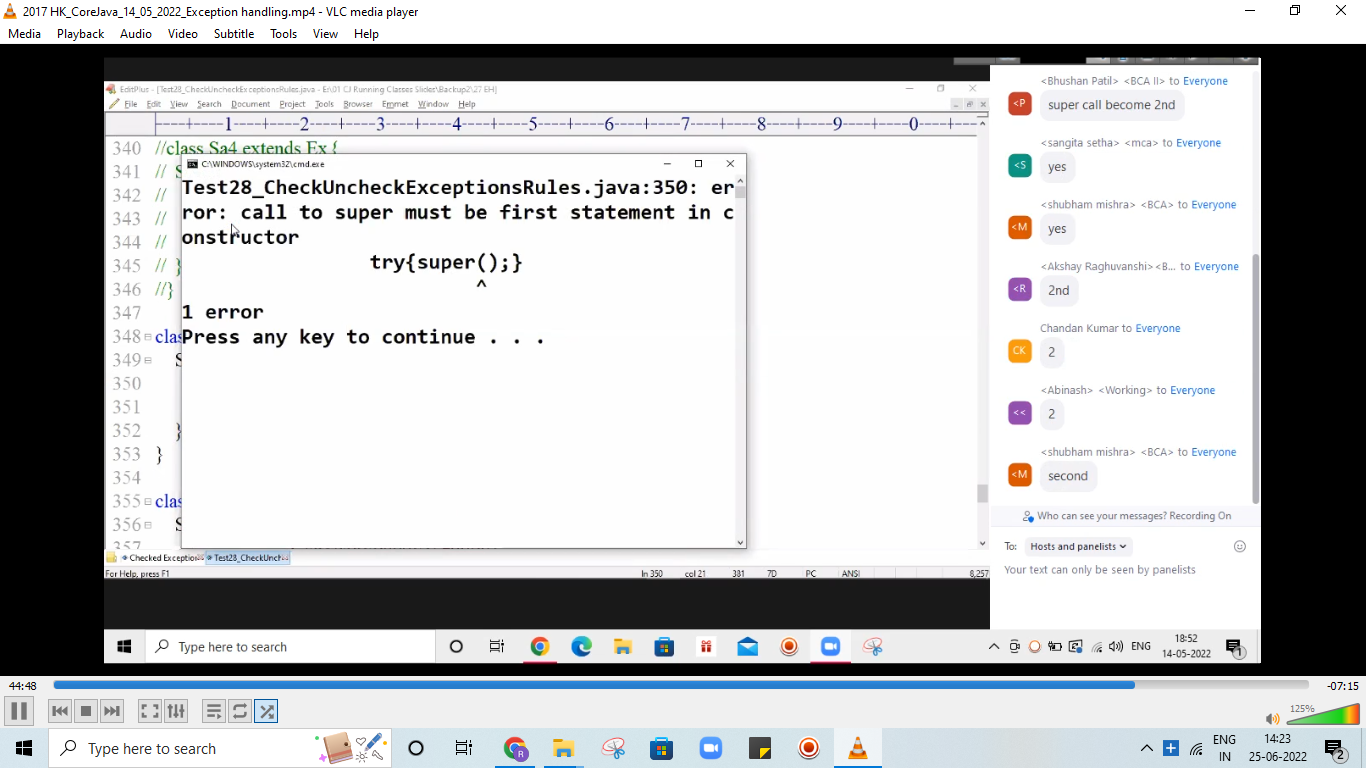 2017 HK_CoreJava_14_05_2022_Exception handling.mp4 - VLC media player
Media Playback Audio Video Subtitle Tools View Help
EditPlus - [Test28_CheckUncheckExceptionsRules.java - E:\01 CJ Running Classes Slider\Backup2\27 EH]
File Edit View Search Document Project Tools Browser Emmet Window Help
----+----1----+----2----+----3----+----4----+----5----+----6----+----7----+----8----+----9----+----0----+----
340 //class Sa4 extends Ex {
341 // S
342 //
343 //
344 //
345 // }
346 //}
347
348 clas
349 S
350
351
352 }
353 }
354
355 clas
356 S
357
C:\WINDOWS\system32\cmd.exe
Test28_CheckUncheckExceptionsRules.java:350: er
ror: call to super must be first statement in c
onstructor
try{super();}
^
1 error
Press any key to continue . . .
Checked Exception Test28_CheckUncl
For Help, press F1 ln 350 col 21 381 7D PC ANSI 8,257
<Bhushan Patil> <BCA II> to Everyone
<P super call become 2nd
<sangita setha> <mca> to Everyone
<S yes
<shubham mishra> <BCA> to Everyone
<M yes
<Akshay Raghuvanshi><B... to Everyone
<R 2nd
Chandan Kumar to Everyone
CK 2
<Abinash> <Working> to Everyone
<< 2
<shubham mishra> <BCA> to Everyone
<M second
Who can see your messages? Recording On
To: Hosts and panelists
Your text can only be seen by panelists
Type here to search
ENG
18:52
14-05-2022
1
44:48
-07:15
125%
Type here to search
ENG
IN
14:23
25-06-2022
2